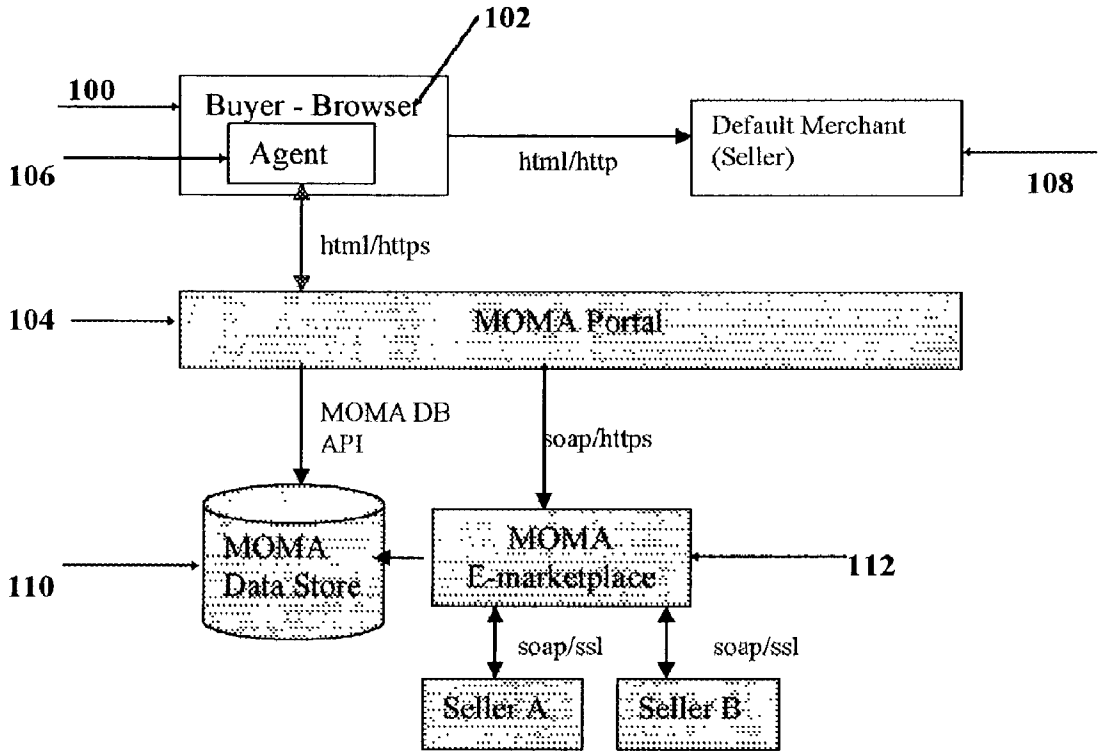 102
100
Buyer - Browser
Agent
106
html/http
Default Merchant
(Seller)
108
html/https
104
MOMA Portal
MOMA DB
API
soap/https
MOMA
Data Store
110
MOMA
E-marketplace
112
soap/ssl
soap/ssl
Seller A
Seller B